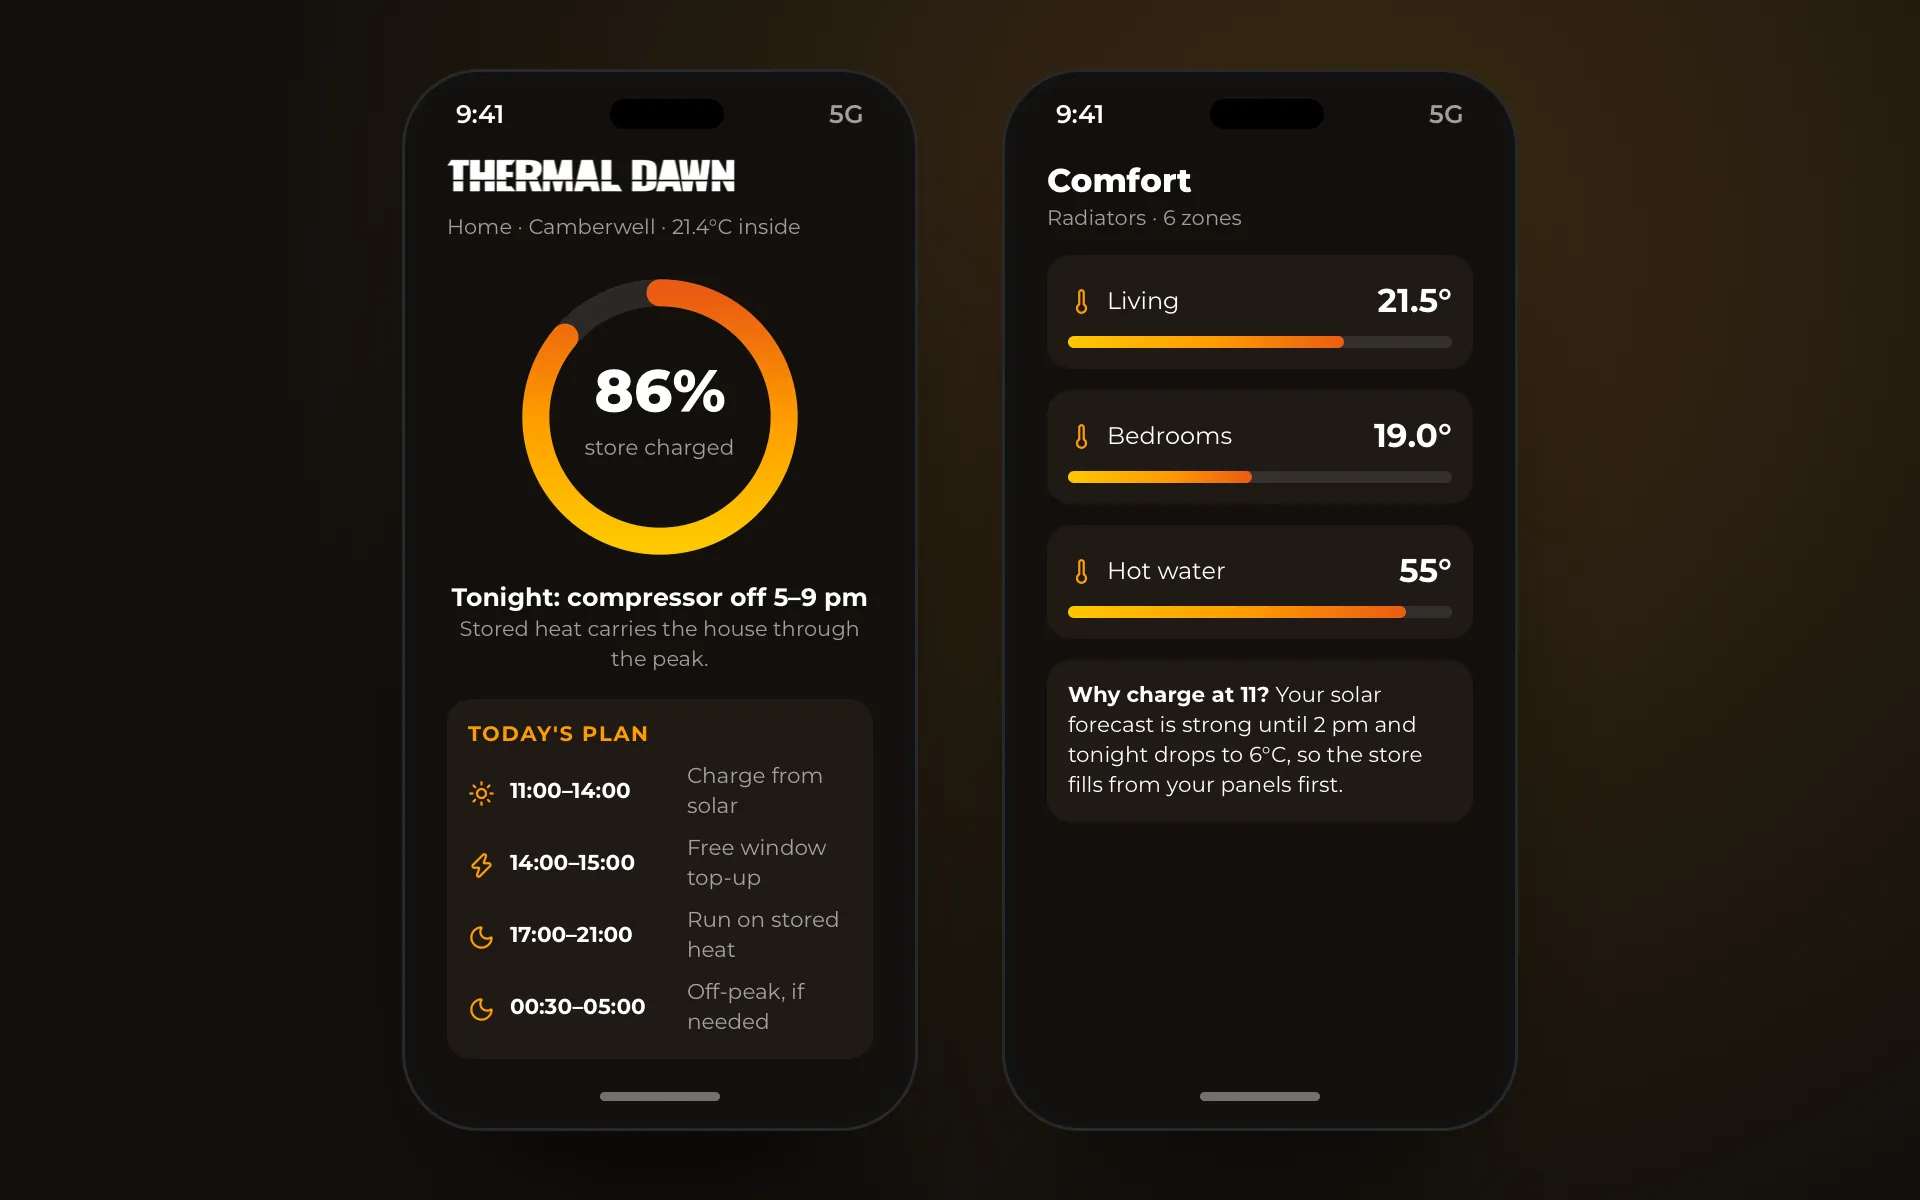 9:41
5G
THERMAL DAWN
Home · Camberwell · 21.4°C inside
86%
store charged
Tonight: compressor off 5–9 pm
Stored heat carries the house through
the peak.
TODAY'S PLAN
11:00–14:00
Charge from
solar
14:00–15:00
Free window
top-up
17:00–21:00
Run on stored
heat
00:30–05:00
Off-peak, if
needed
9:41
5G
Comfort
Radiators · 6 zones
Living
21.5°
Bedrooms
19.0°
Hot water
55°
Why charge at 11? Your solar
forecast is strong until 2 pm and
tonight drops to 6°C, so the store
fills from your panels first.